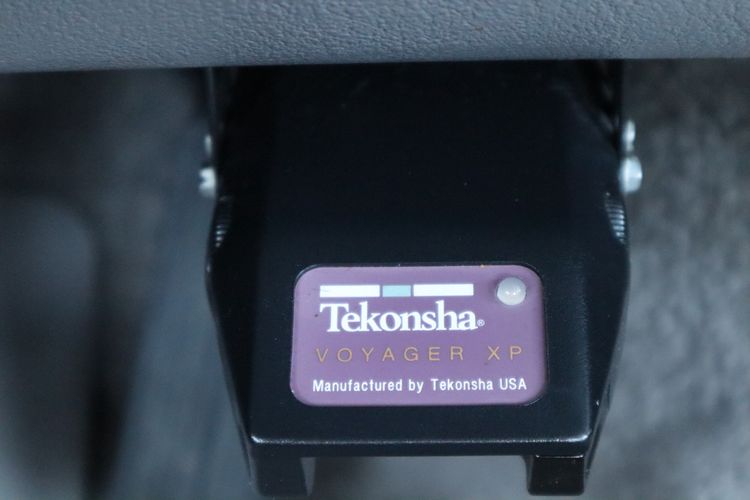 Tekonsha®
VOYAGER XP
Manufactured by Tekonsha USA